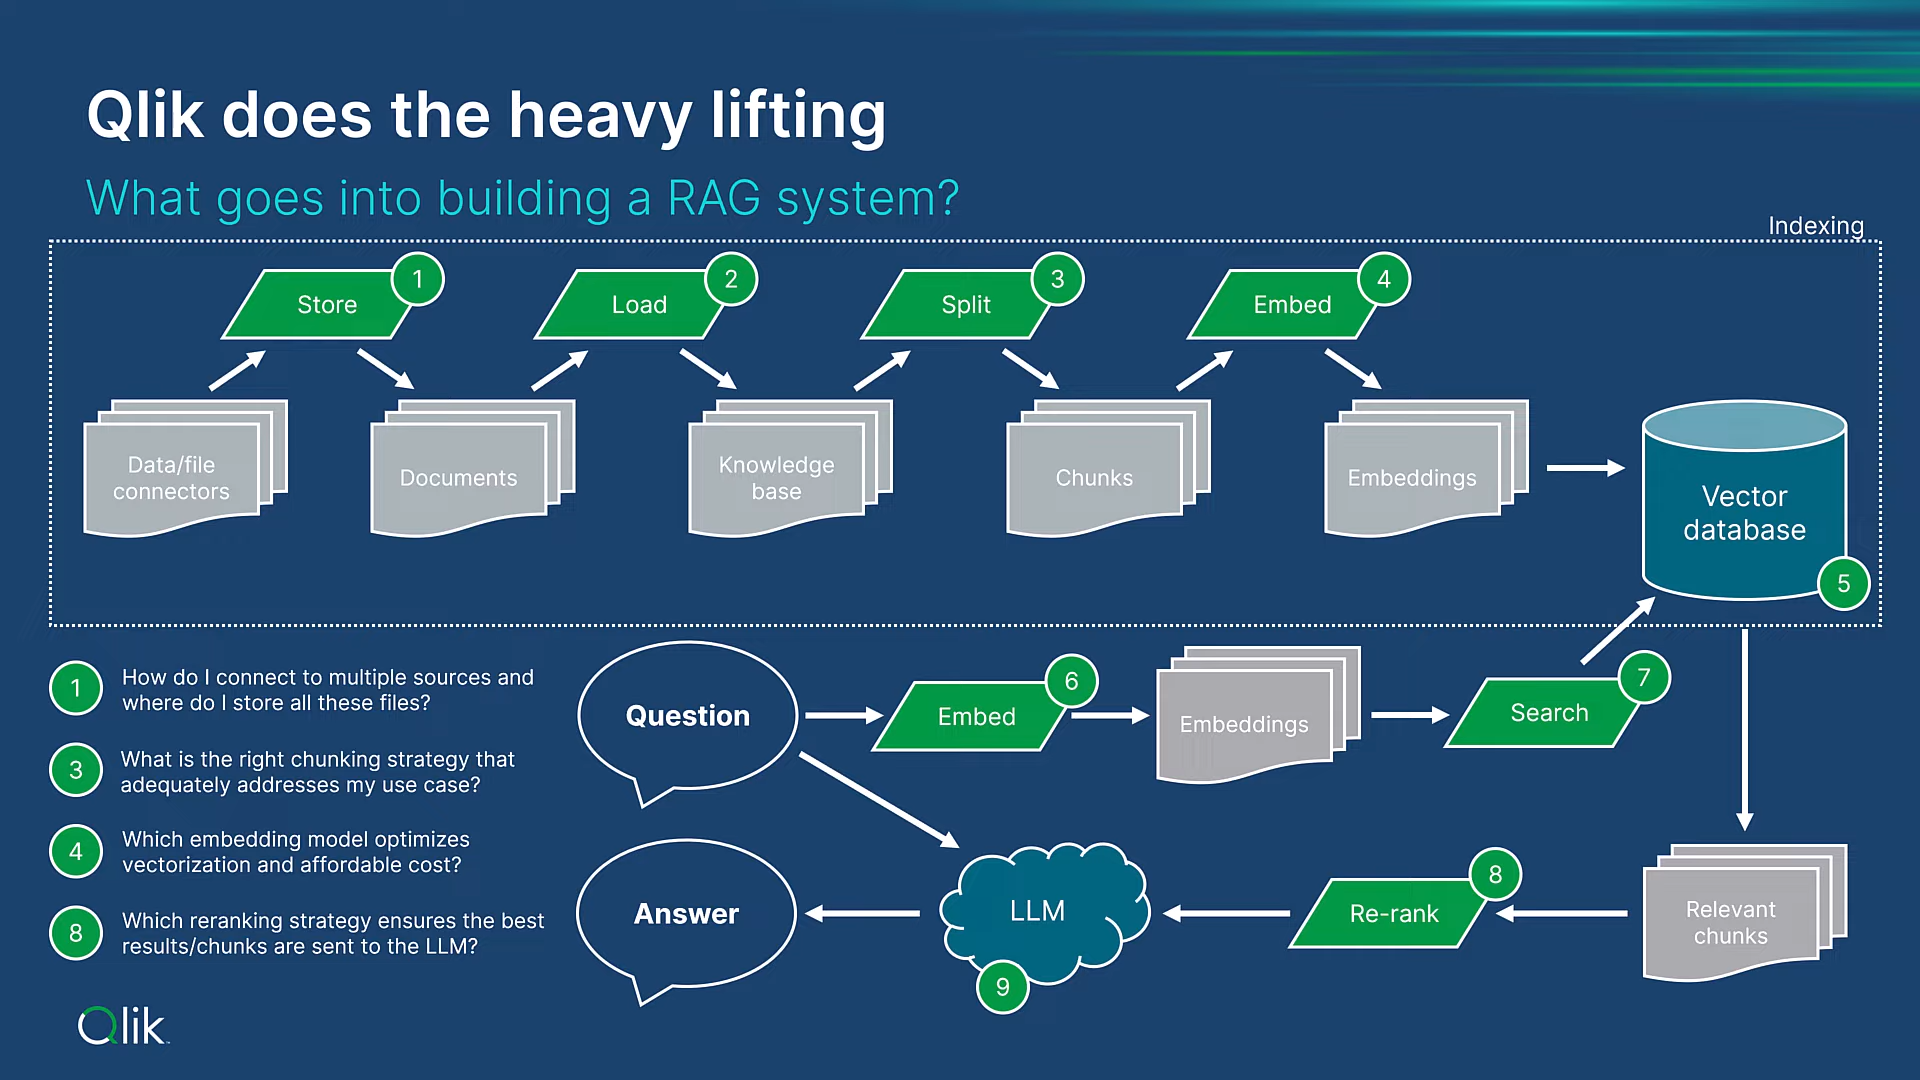 Qlik does the heavy lifting
What goes into building a RAG system?
Indexing
1
Store
2
Load
3
Split
4
Embed
Data/file
connectors
Documents
Knowledge
base
Chunks
Embeddings
Vector
database
5
1
How do I connect to multiple sources and
where do I store all these files?
3
What is the right chunking strategy that
adequately addresses my use case?
4
Which embedding model optimizes
vectorization and affordable cost?
8
Which reranking strategy ensures the best
results/chunks are sent to the LLM?
Question
6
Embed
Embeddings
7
Search
Answer
LLM
9
8
Re-rank
Relevant
chunks
Qlik